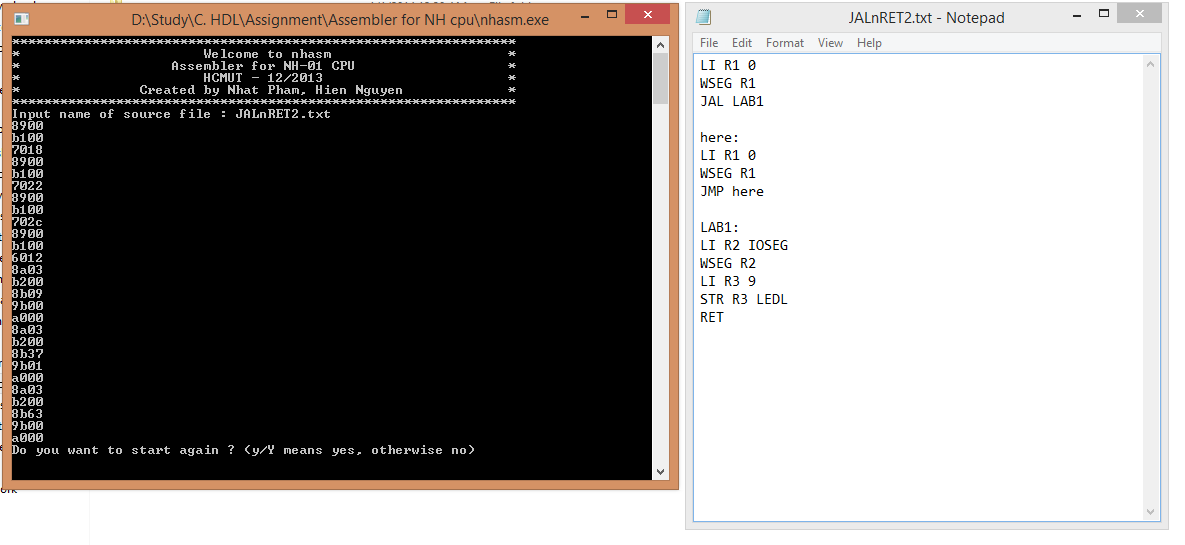 D:\Study\C. HDL\Assignment\Assembler for NH cpu\nhasm.exe
****************************************************************
* Welcome to nhasm *
* Assembler for NH-01 CPU *
* HCMUT - 12/2013 *
* Created by Nhat Pham, Hien Nguyen *
****************************************************************
Input name of source file : JALnRET2.txt
8900
b100
7018
8900
b100
7022
8900
b100
702c
8900
b100
6012
8a03
b200
8b09
9b00
a000
8a03
b200
8b37
9b01
a000
8a03
b200
8b63
9b00
a000
Do you want to start again ? (y/Y means yes, otherwise no)
JALnRET2.txt - Notepad
File Edit Format View Help
LI R1 0
WSEG R1
JAL LAB1
here:
LI R1 0
WSEG R1
JMP here
LAB1:
LI R2 IOSEG
WSEG R2
LI R3 9
STR R3 LEDL
RET